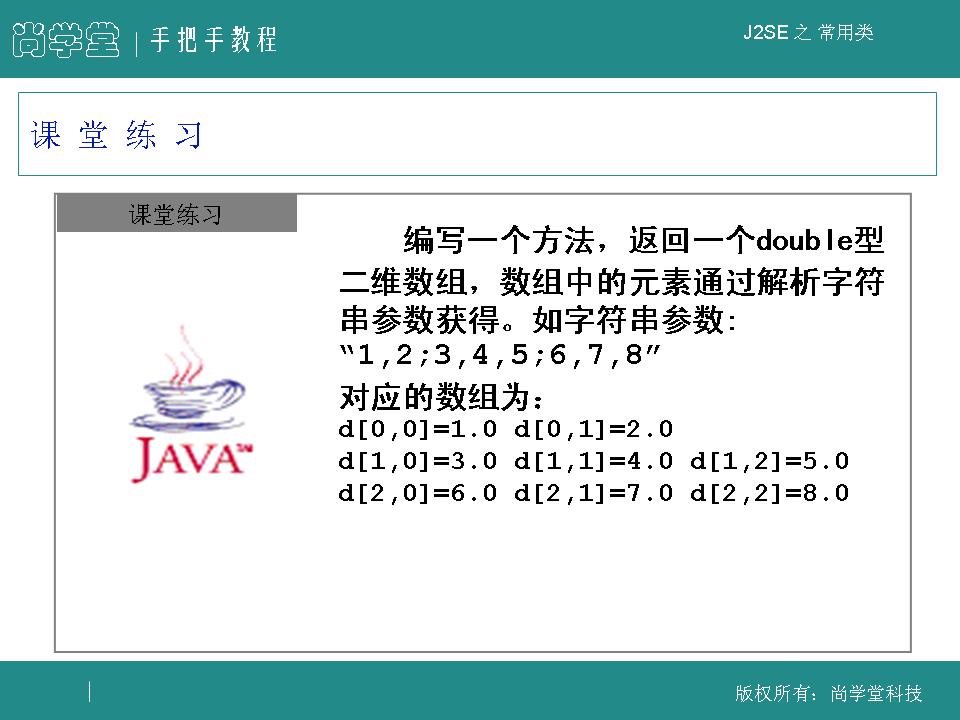 尚学堂 | 手把手教程
J2SE 之 常用类
课 堂 练 习
课堂练习
编写一个方法，返回一个double型
二维数组，数组中的元素通过解析字符
串参数获得。如字符串参数:
“1,2;3,4,5;6,7,8”
对应的数组为：
d[0,0]=1.0 d[0,1]=2.0
d[1,0]=3.0 d[1,1]=4.0 d[1,2]=5.0
d[2,0]=6.0 d[2,1]=7.0 d[2,2]=8.0
JAVA™
版权所有：尚学堂科技